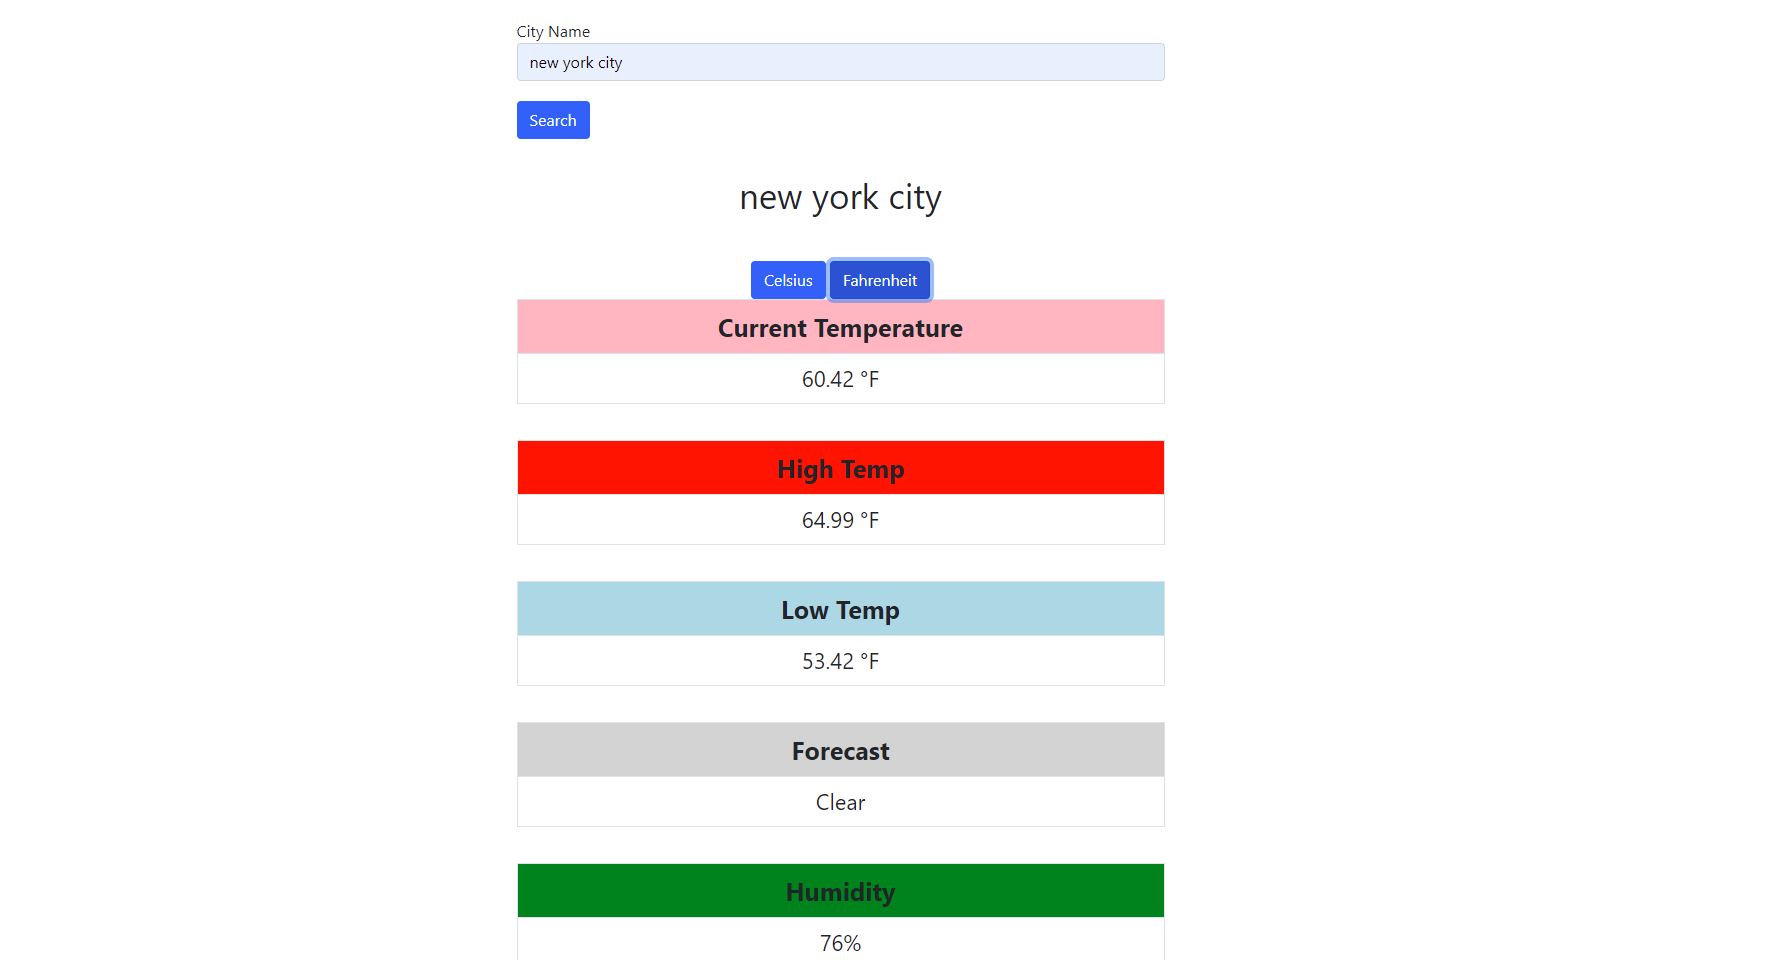 City Name
new york city
Search
new york city
Celsius Fahrenheit
Current Temperature
60.42 °F
High Temp
64.99 °F
Low Temp
53.42 °F
Forecast
Clear
Humidity
76%